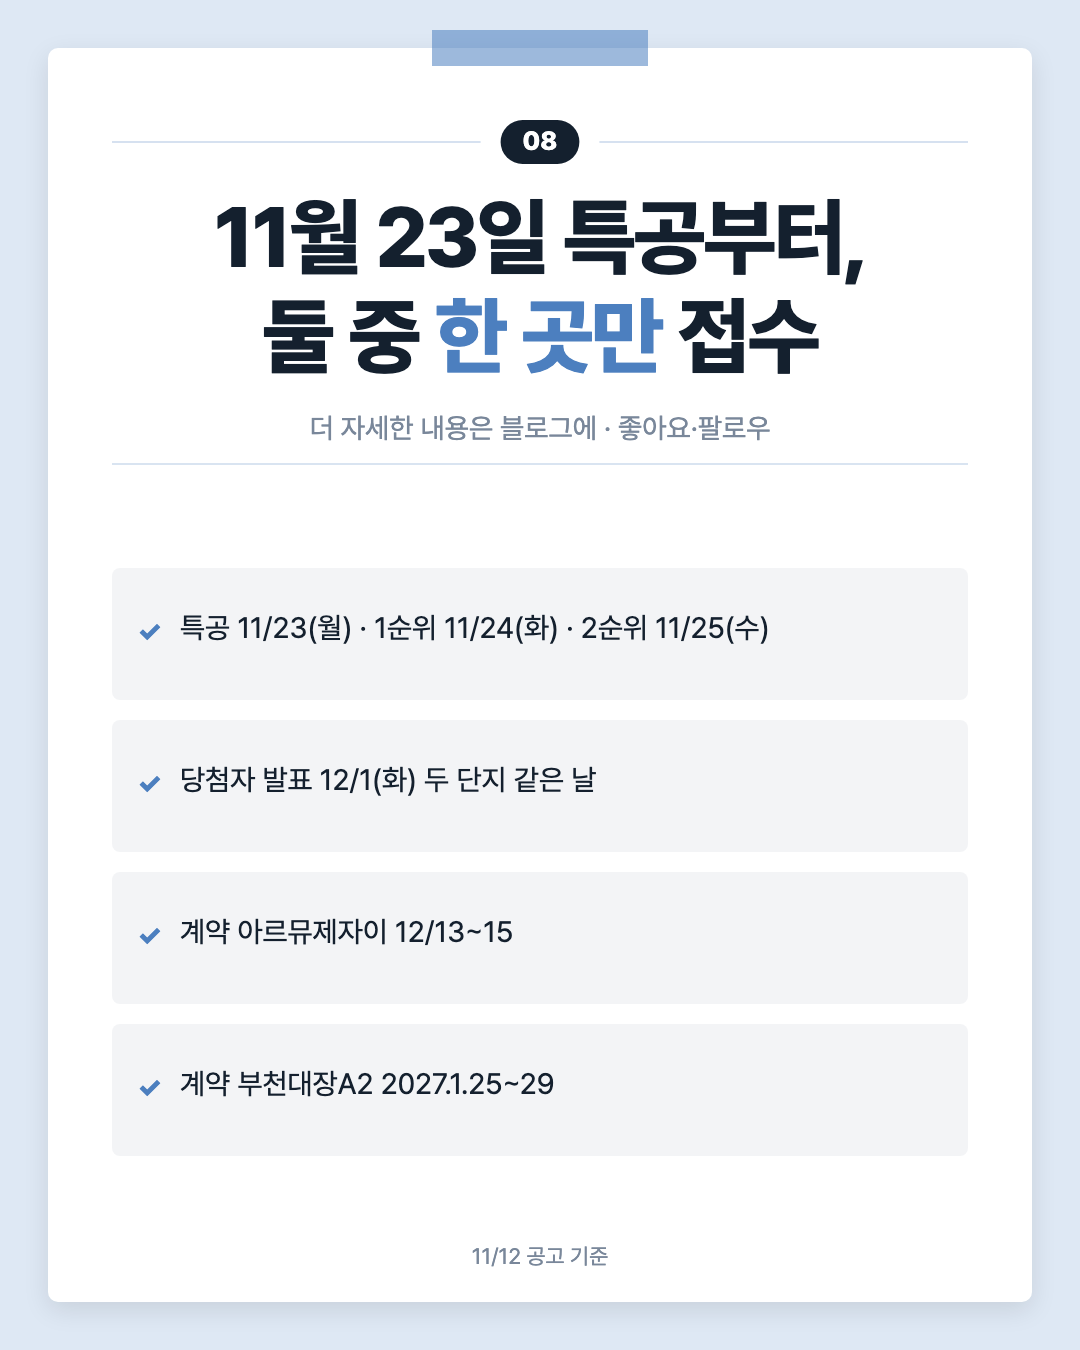 08
11월 23일 특공부터,
둘 중 한 곳만 접수
더 자세한 내용은 블로그에 · 좋아요·팔로우
특공 11/23(월) · 1순위 11/24(화) · 2순위 11/25(수)
당첨자 발표 12/1(화) 두 단지 같은 날
계약 아르뮤제자이 12/13~15
계약 부천대장A2 2027.1.25~29
11/12 공고 기준